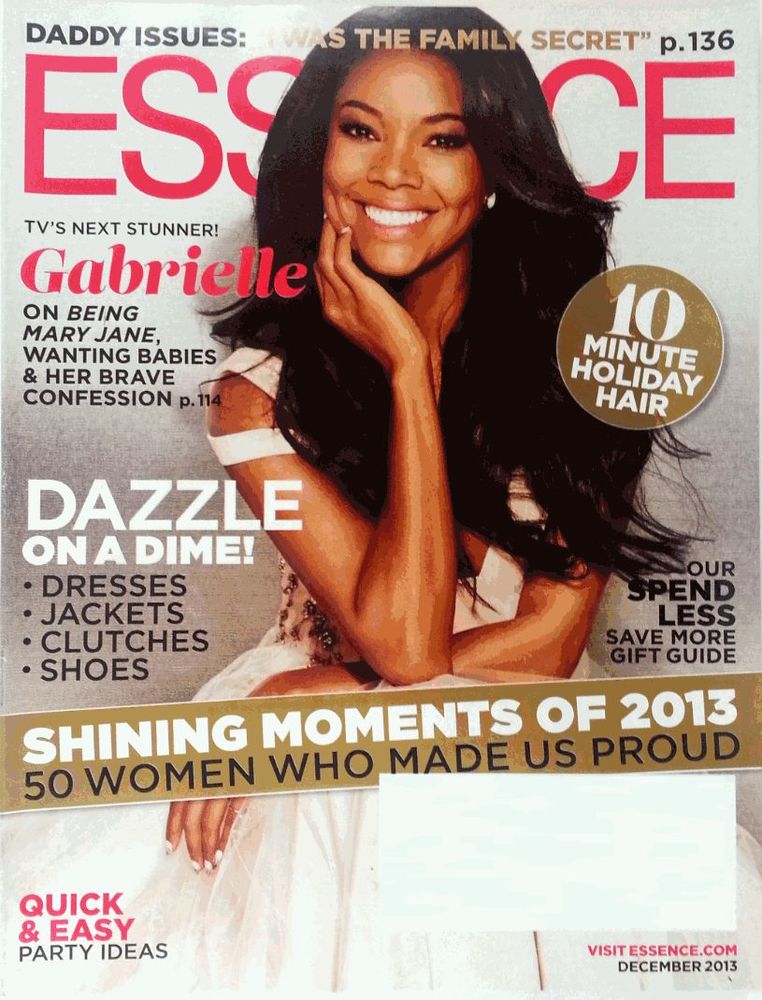 DADDY ISSUES: "I WAS THE FAMILY SECRET" p.136
ESSENCE
TV'S NEXT STUNNER!
Gabrielle
ON BEING
MARY JANE,
WANTING BABIES
& HER BRAVE
CONFESSION p.114
10
MINUTE
HOLIDAY
HAIR
DAZZLE
ON A DIME!
• DRESSES
• JACKETS
• CLUTCHES
• SHOES
OUR
SPEND
LESS
SAVE MORE
GIFT GUIDE
SHINING MOMENTS OF 2013
50 WOMEN WHO MADE US PROUD
QUICK
& EASY
PARTY IDEAS
VISIT ESSENCE.COM
DECEMBER 2013